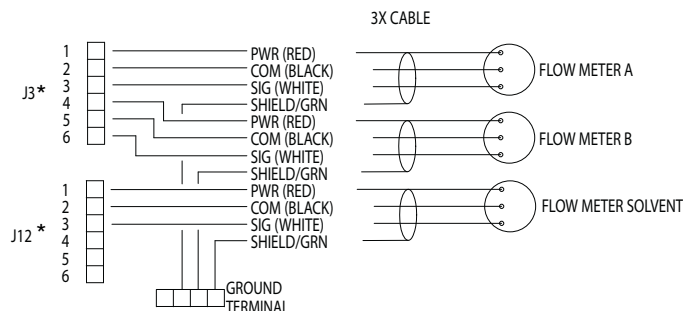 3X CABLE
J3*
1
2
3
4
5
6
PWR (RED)
COM (BLACK)
SIG (WHITE)
SHIELD/GRN
PWR (RED)
COM (BLACK)
SIG (WHITE)
SHIELD/GRN
FLOW METER A
FLOW METER B
J12 *
1
2
3
4
5
6
PWR (RED)
COM (BLACK)
SIG (WHITE)
SHIELD/GRN
FLOW METER SOLVENT
GROUND
TERMINAL